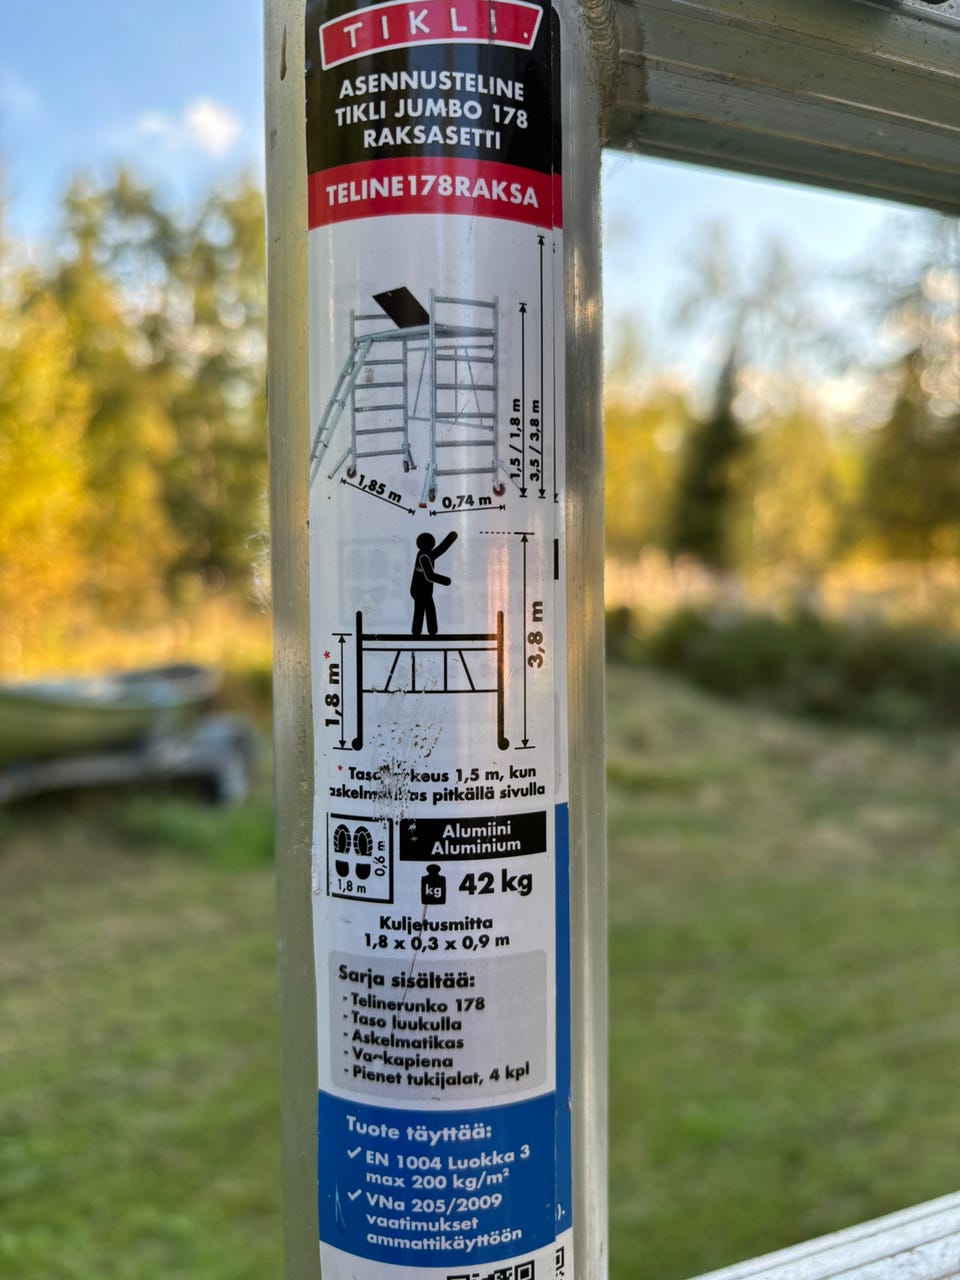 TIKLI
ASENNUSTELINE
TIKLI JUMBO 178
RAKSASETTI
TELINE178RAKSA
1,5 / 1,8 m
3,5 / 3,8 m
1,85 m
0,74 m
3,8 m
1,8 m*
* 1,5 m, kun
pitkällä sivulla
0,6 m
1,8 m
Alumiini
Aluminium
kg
42 kg
Kuljetusmitta
1,8 x 0,3 x 0,9 m
Sarja sisältää:
- Telinerunko 178
- Taso luukulla
- Askelmatikas
- Varkapiena
- Pienet tukijalat, 4 kpl
Tuote täyttää:
✓ EN 1004 Luokka 3
max 200 kg/m²
✓ VNa 205/2009
vaatimukset
ammattikäyttöön